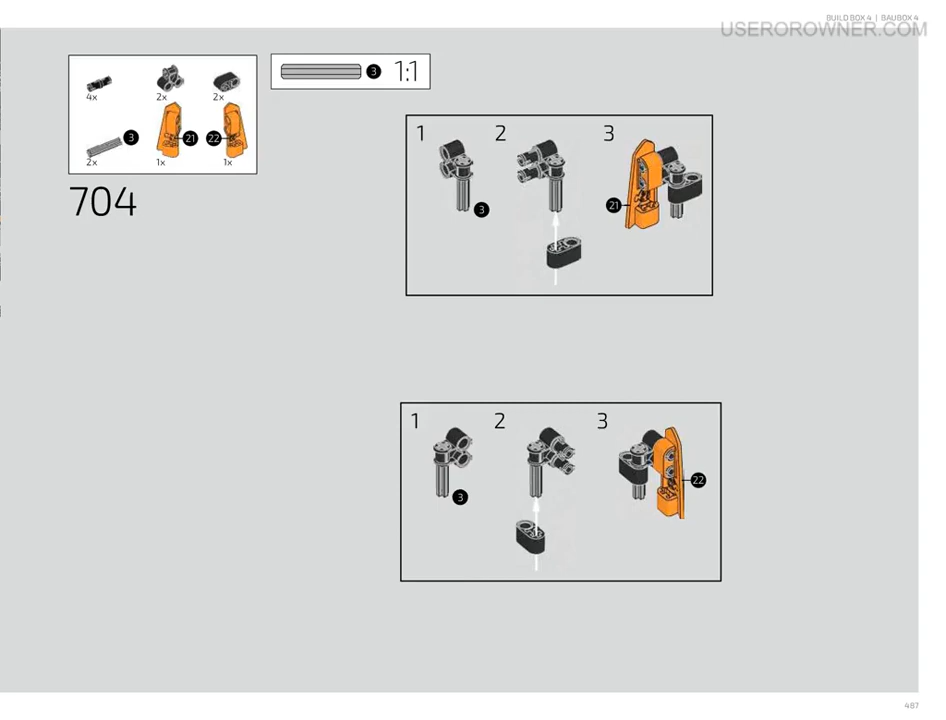 BUILD BOX 4 | BAUBOX 4
USEROROWNER.COM
3 1:1
4x 2x 2x
3 21 22
2x 1x 1x
704
1 2 3
3 21
1 2 3
3 22
467